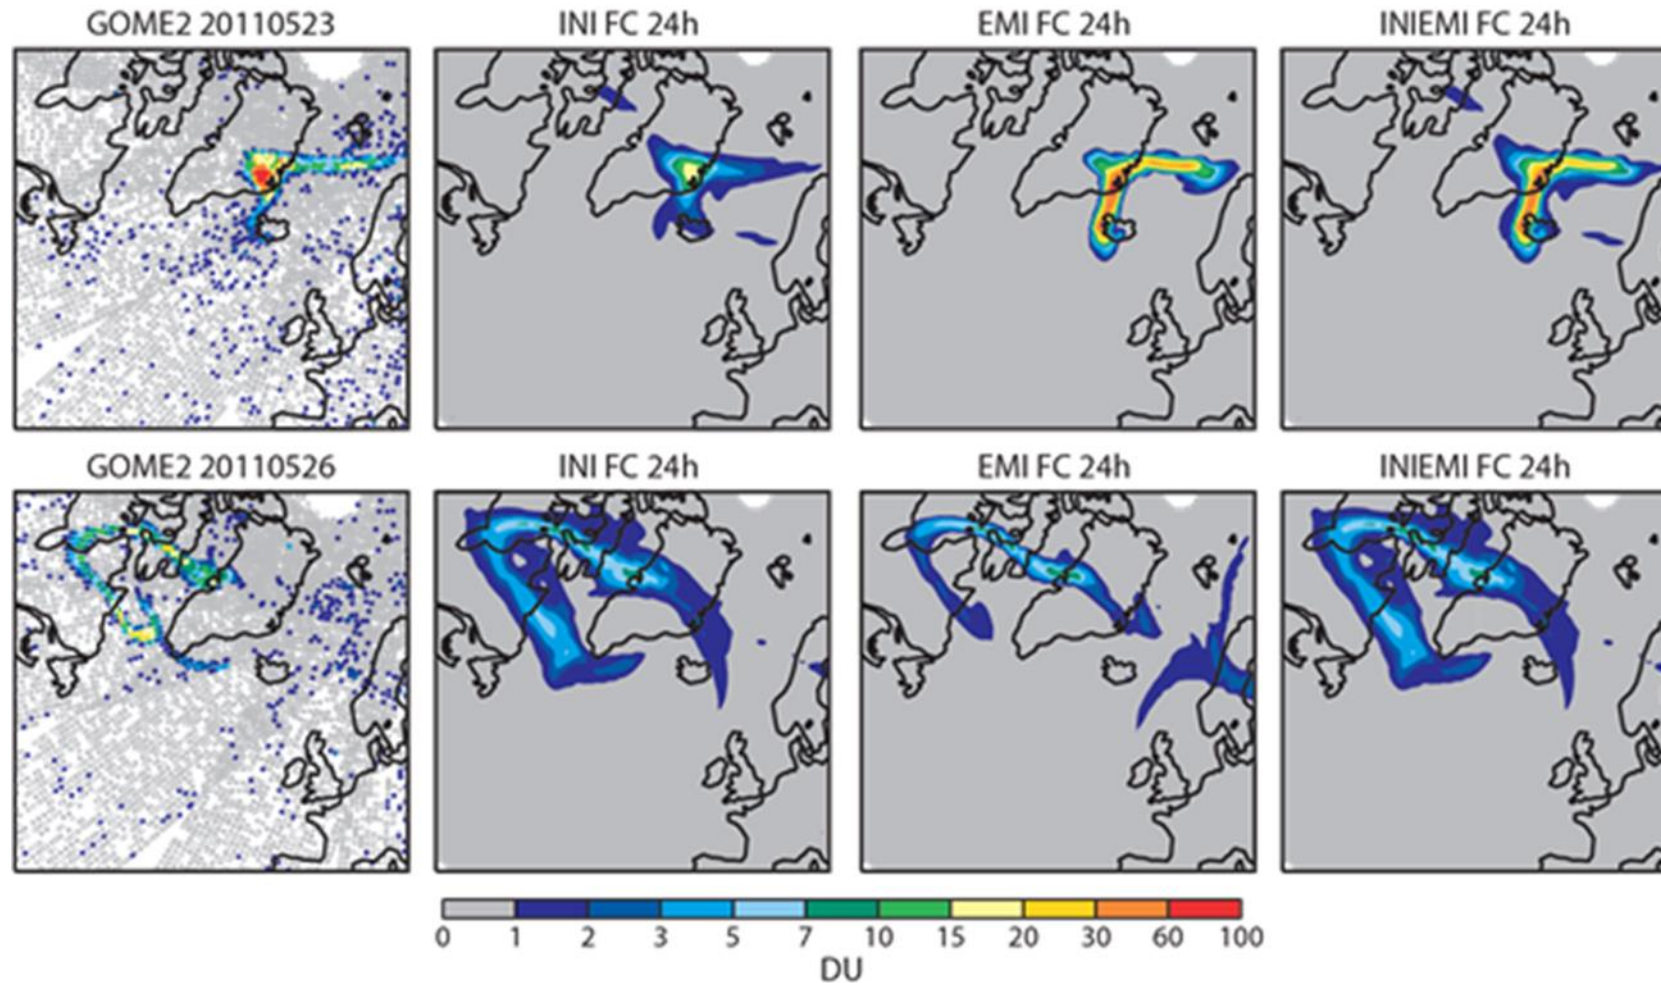 GOME2 20110523 INI FC 24h EMI FC 24h INIEMI FC 24h
GOME2 20110526 INI FC 24h EMI FC 24h INIEMI FC 24h
0 1 2 3 5 7 10 15 20 30 60 100
DU